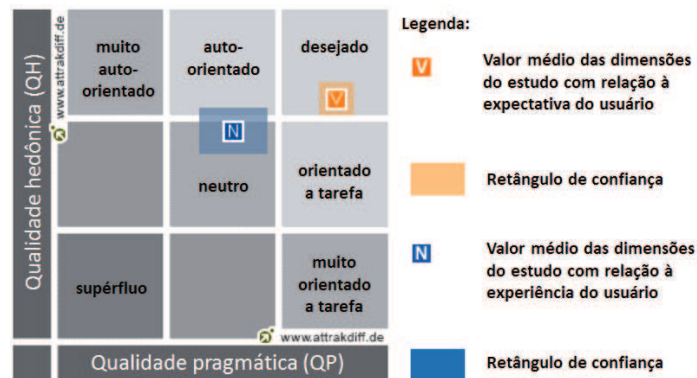 Qualidade hedônica (QH)
www.attrakdiff.de
muito
auto-
orientado
auto-
orientado
desejado
V
N
neutro
orientado
a tarefa
supérfluo
muito
orientado
a tarefa
www.attrakdiff.de
Qualidade pragmática (QP)
Legenda:
V
Valor médio das dimensões
do estudo com relação à
expectativa do usuário
Retângulo de confiança
N
Valor médio das dimensões
do estudo com relação à
experiência do usuário
Retângulo de confiança